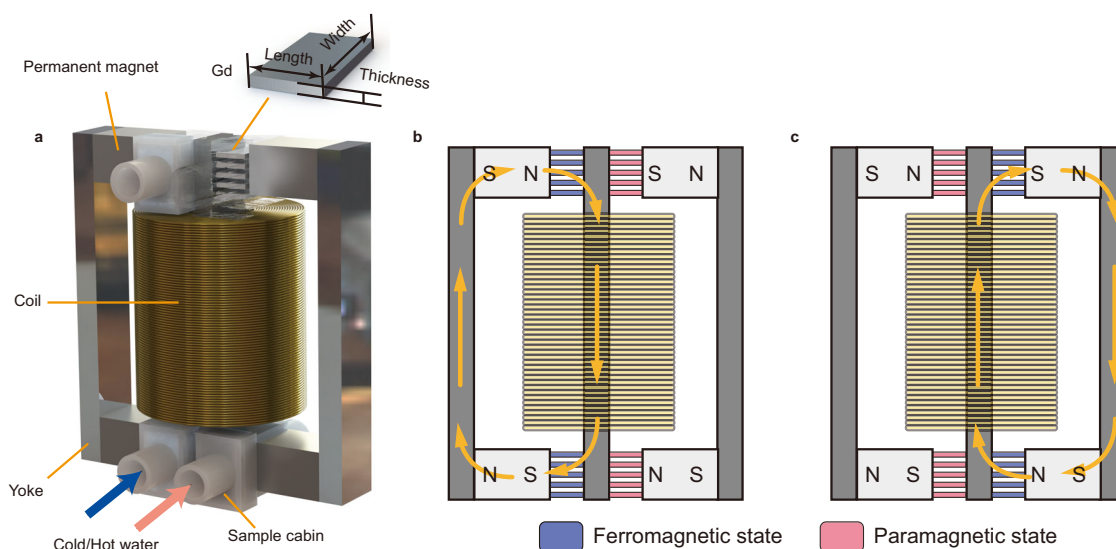 Width
Length
Gd
Thickness
Permanent magnet
a
Coil
Yoke
Cold/Hot water
Sample cabin
b
S N
S N
N S
N S
c
S N
S N
N S
N S
Ferromagnetic state
Paramagnetic state